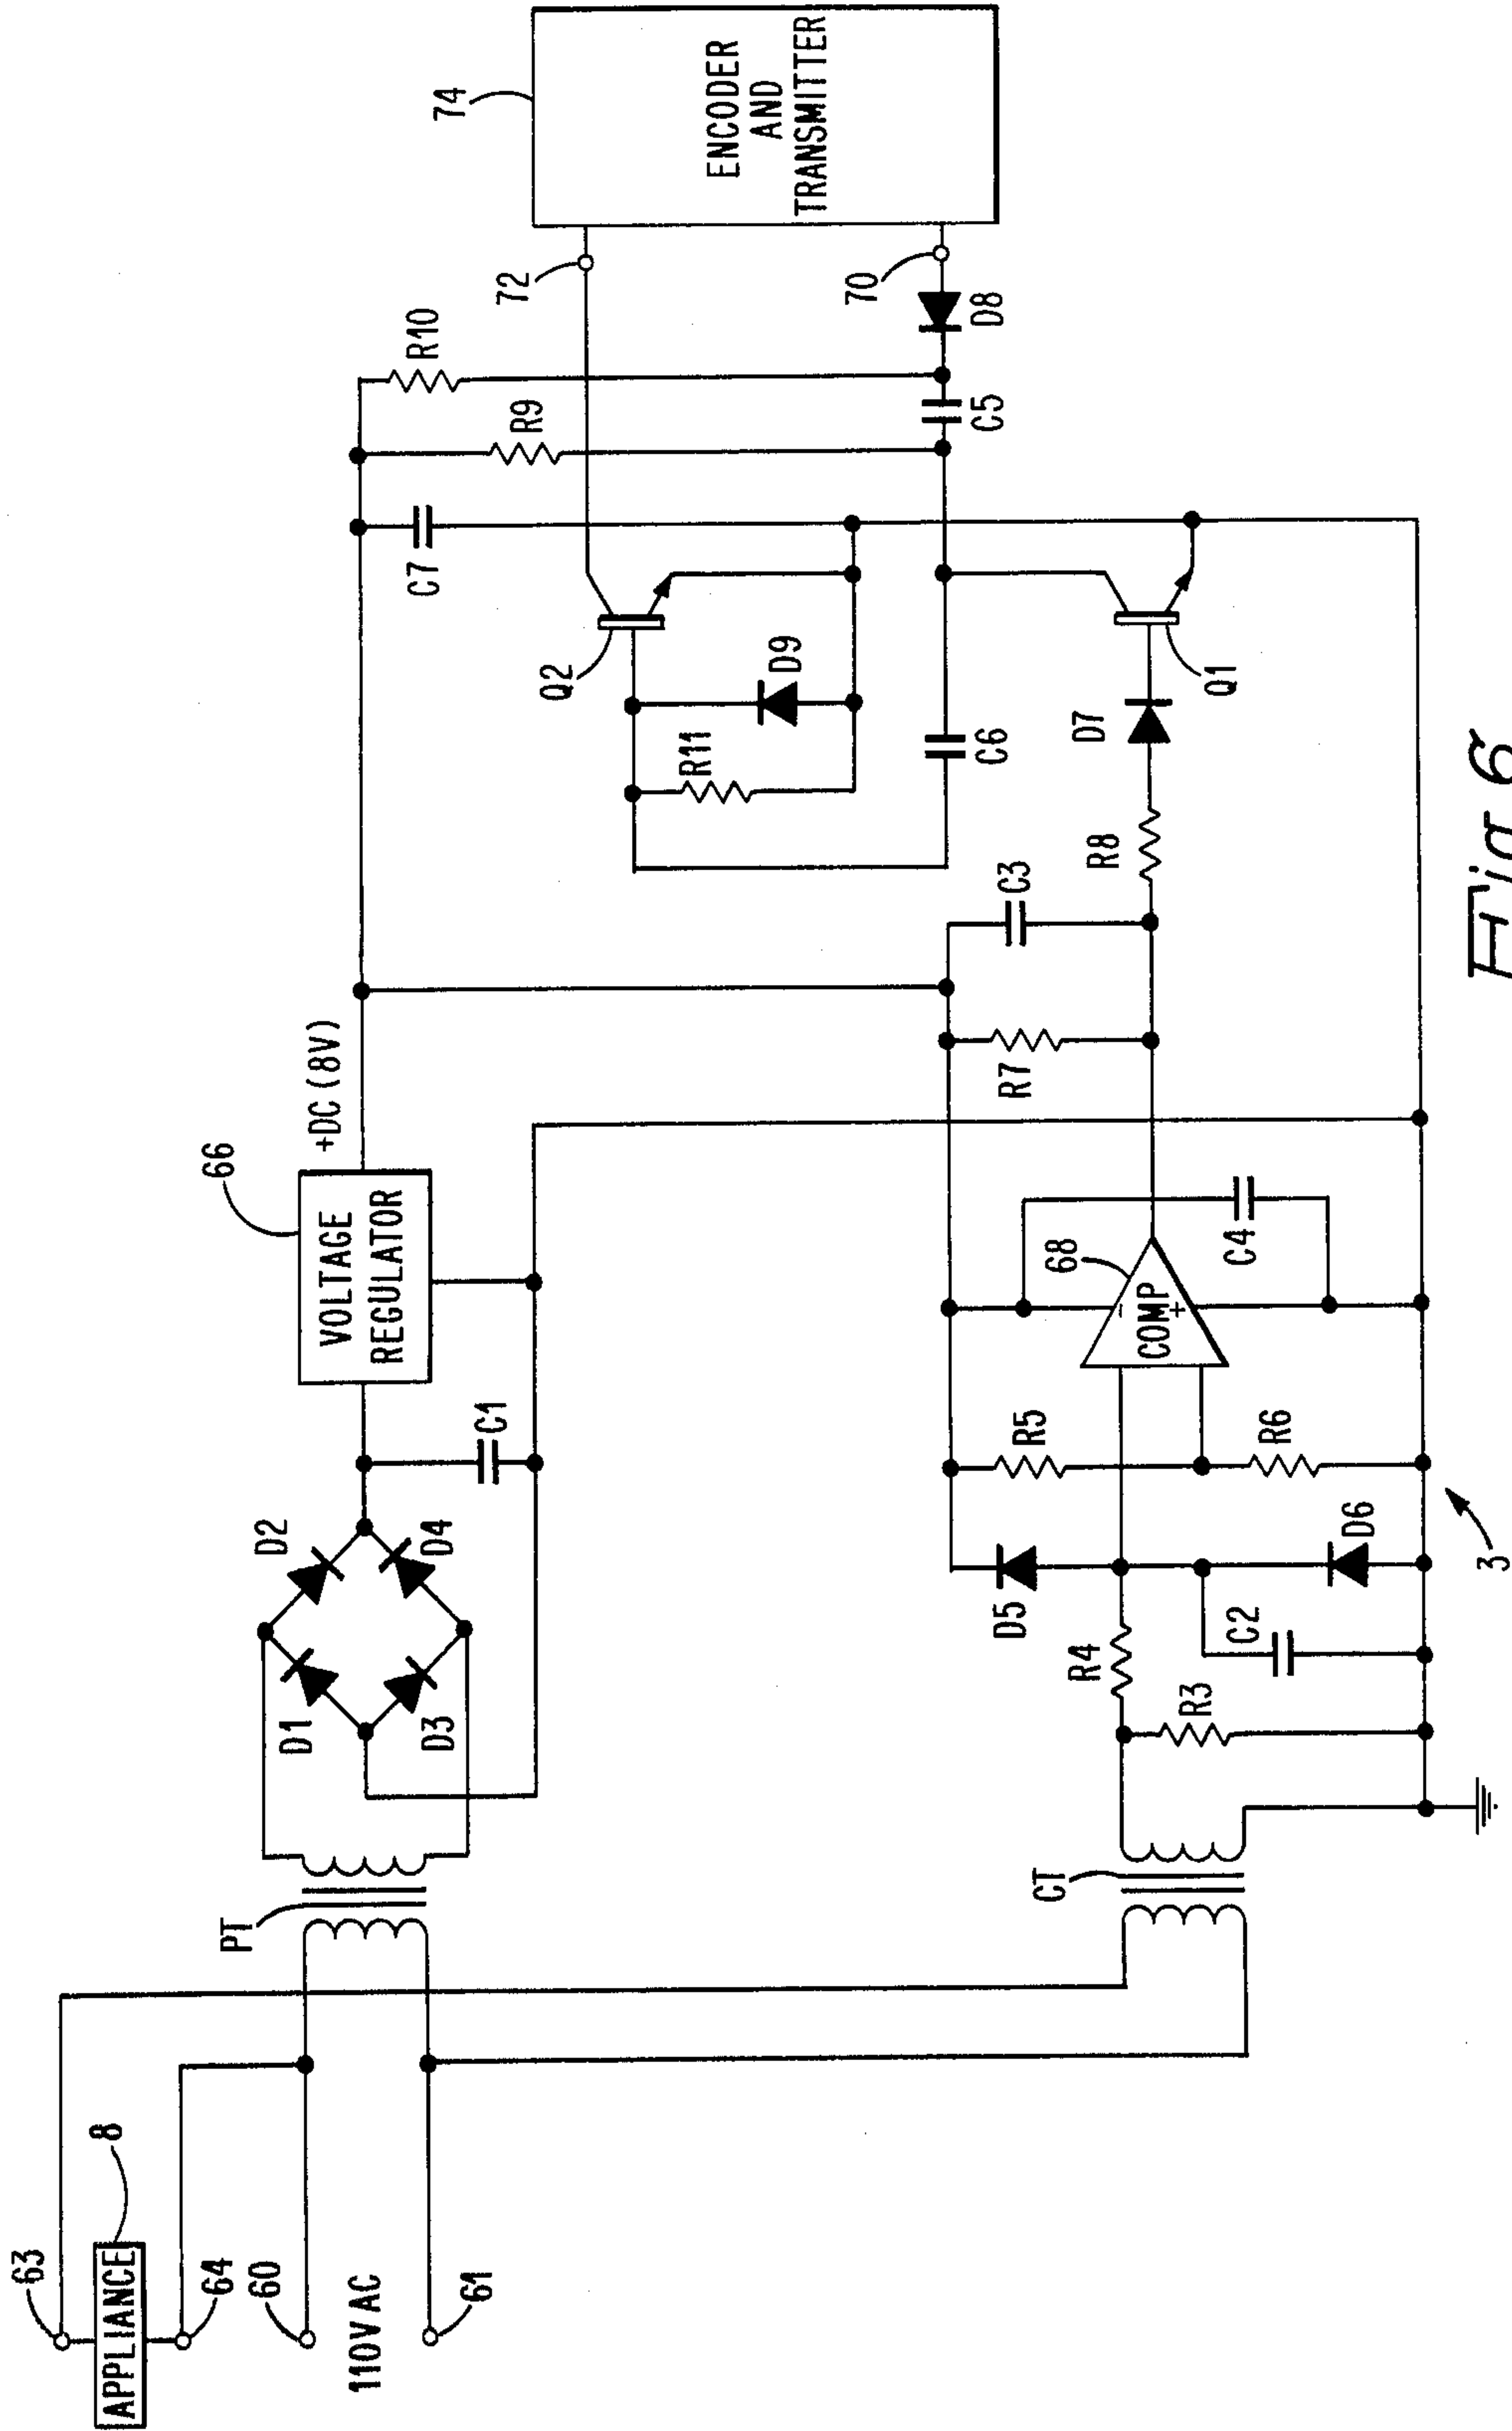 63
APPLIANCE
8
64
60
110VAC
61
PT
CT
D1
D2
D3
D4
C1
66
VOLTAGE
REGULATOR
+DC (8V)
R3
R4
C2
D5
D6
R5
R6
68
-
COMP
+
C4
R7
C3
R8
D7
Q1
C6
R11
D9
Q2
C7
R9
R10
C5
D8
72
70
74
ENCODER
AND
TRANSMITTER
3
Fig. 6